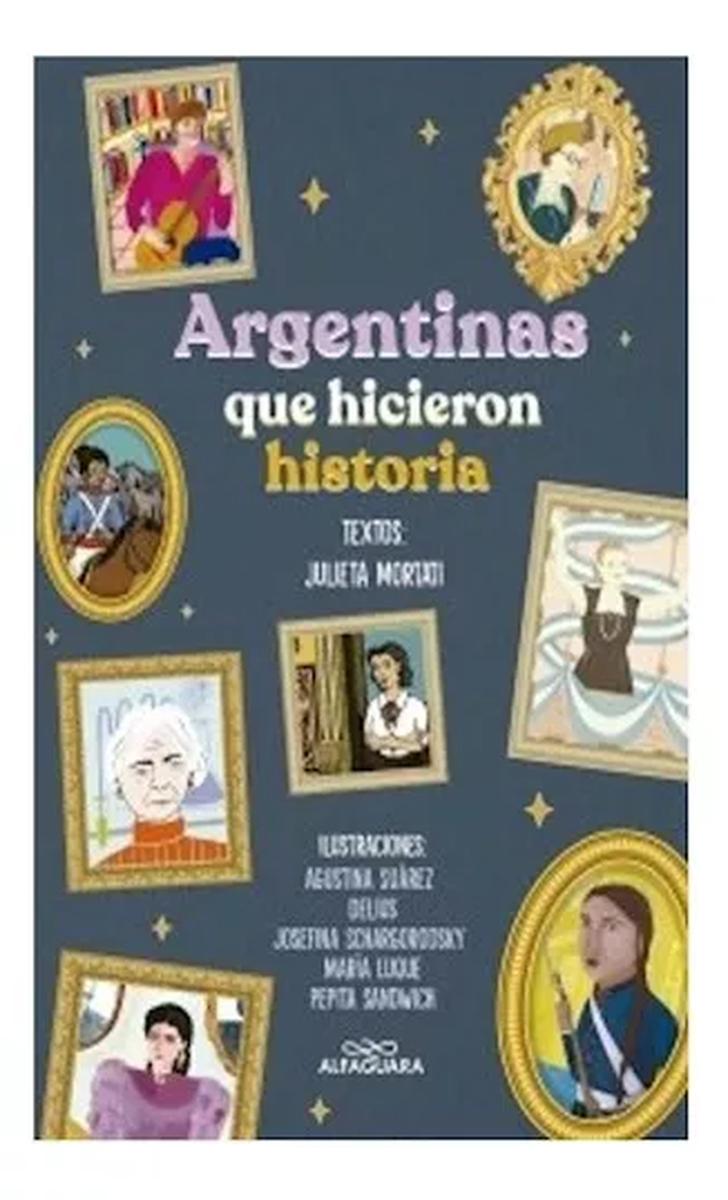 Argentinas
que hicieron
historia
TEXTOS:
JULIETA MORTATI
ILUSTRACIONES:
AGUSTINA SUÁREZ
DELIUS
JOSEFINA SCHARGORODSKY
MARÍA LUQUE
PEPITA SANDWICH
ALFAGUARA